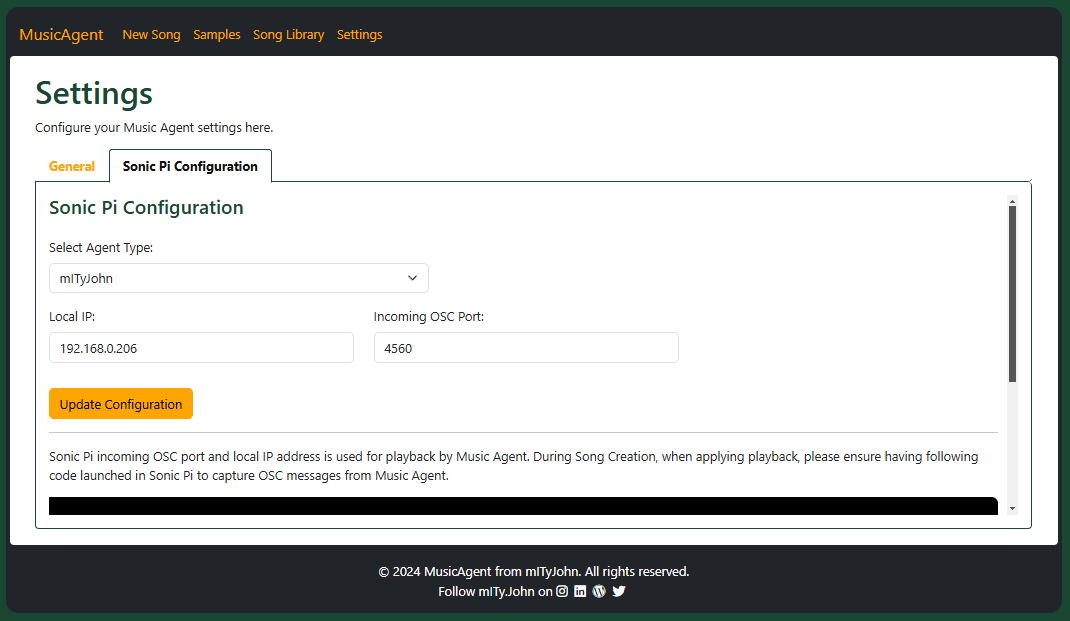 MusicAgent New Song Samples Song Library Settings
Settings
Configure your Music Agent settings here.
General Sonic Pi Configuration
Sonic Pi Configuration
Select Agent Type:
mITyJohn
Local IP: Incoming OSC Port:
192.168.0.206 4560
Update Configuration
Sonic Pi incoming OSC port and local IP address is used for playback by Music Agent. During Song Creation, when applying playback, please ensure having following
code launched in Sonic Pi to capture OSC messages from Music Agent.
© 2024 MusicAgent from mITyJohn. All rights reserved.
Follow mITy.John on